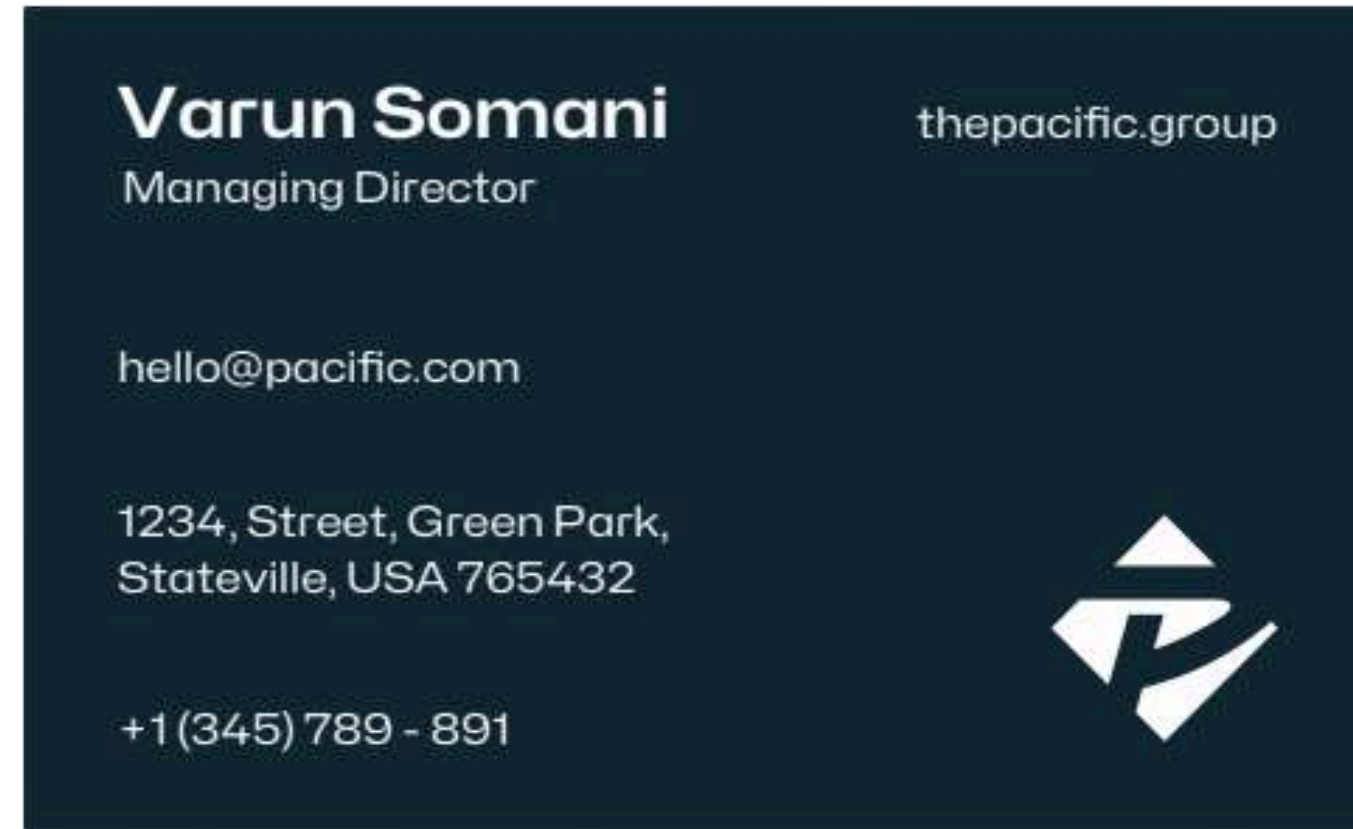 Varun Somani
thepacific.group
Managing Director
hello@pacific.com
1234, Street, Green Park,
Stateville, USA 765432
+1 (345) 789 - 891